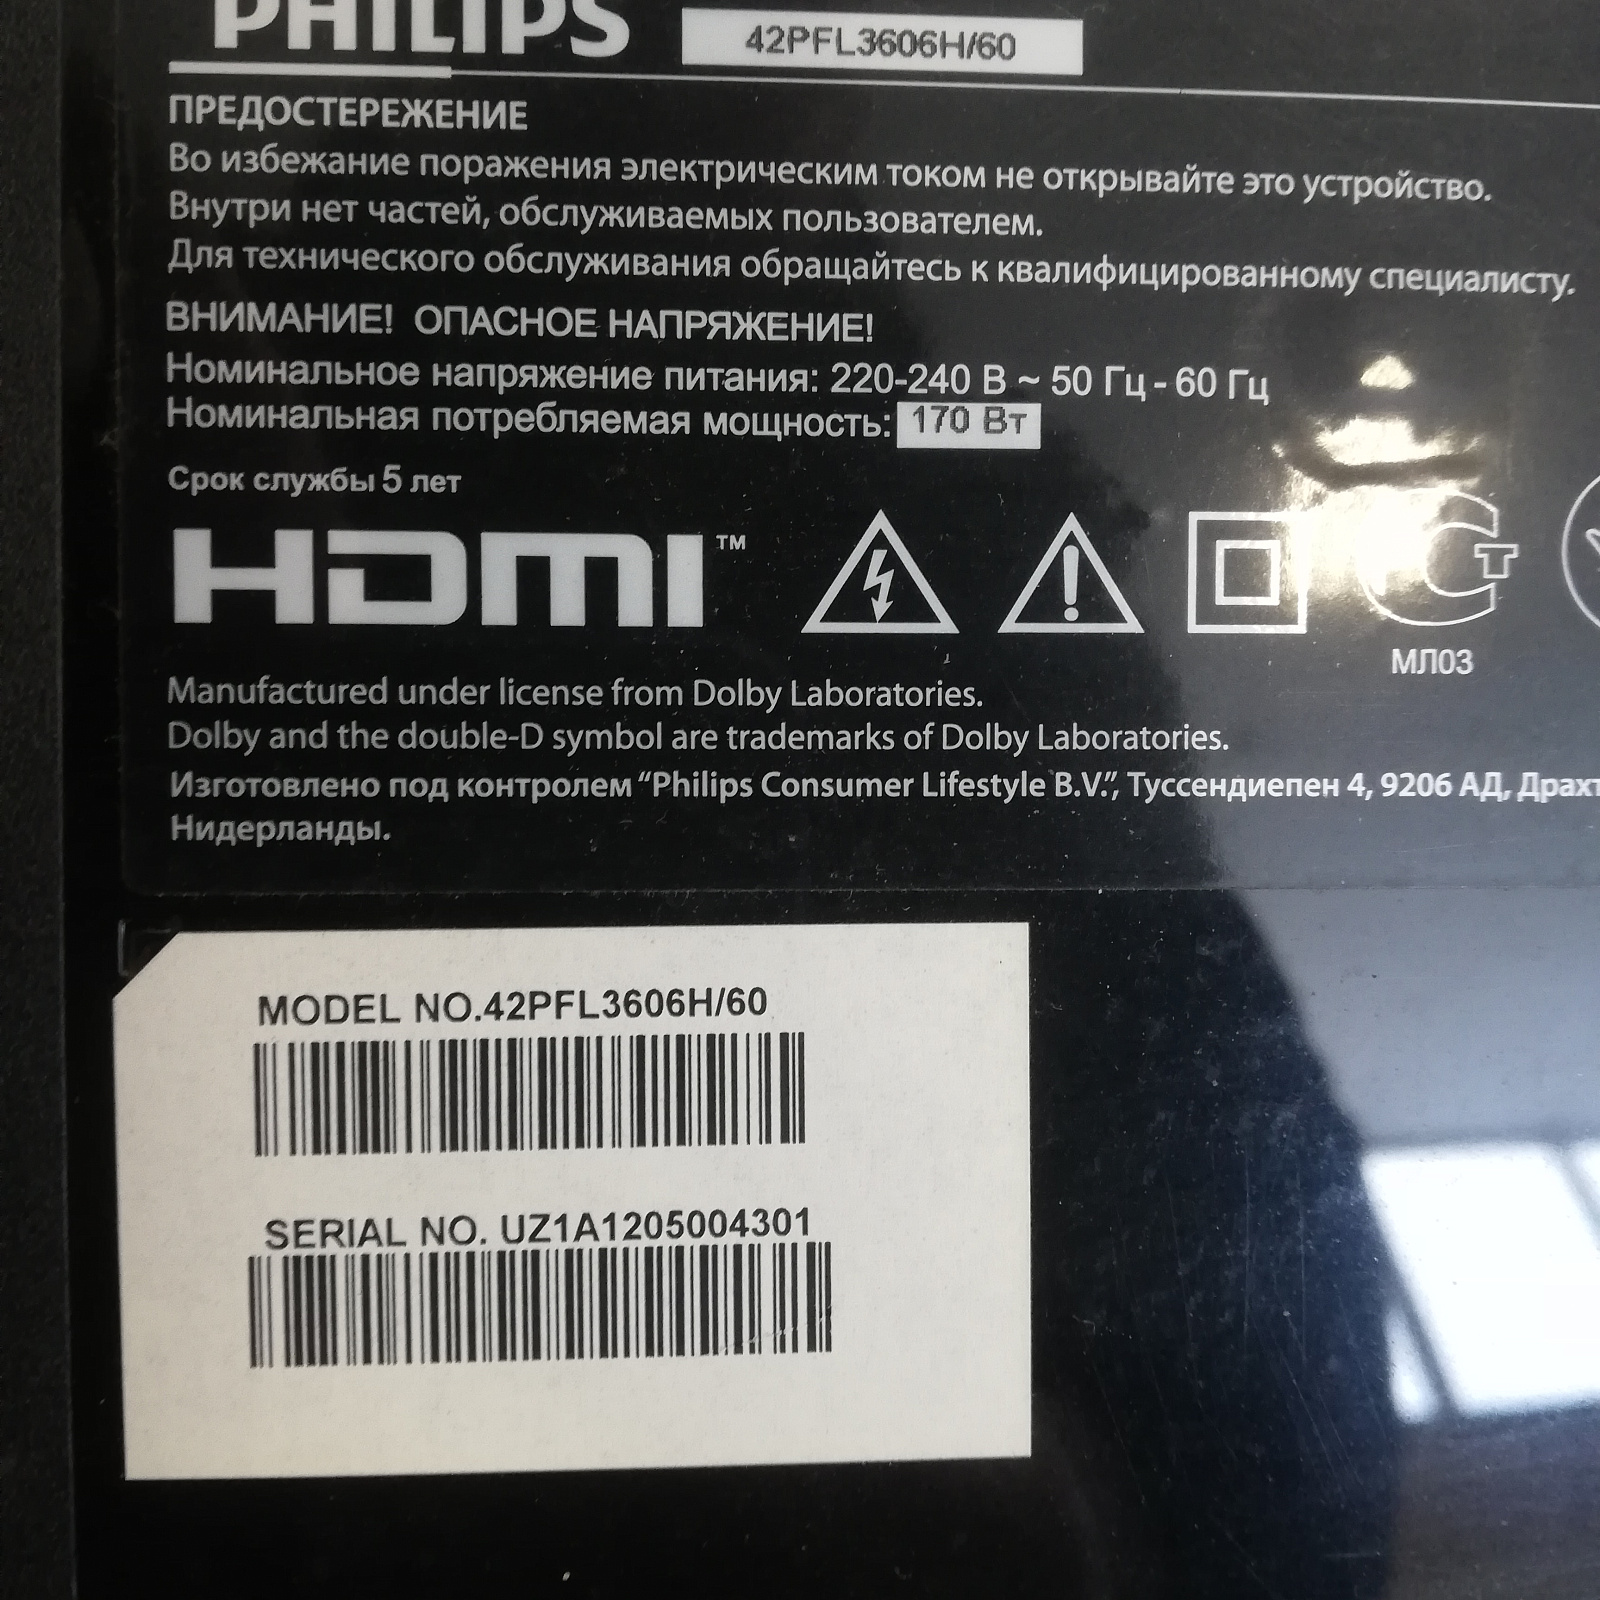 PHILIPS 42PFL3606H/60
ПРЕДОСТЕРЕЖЕНИЕ
Во избежание поражения электрическим током не открывайте это устройство.
Внутри нет частей, обслуживаемых пользователем.
Для технического обслуживания обращайтесь к квалифицированному специалисту.
ВНИМАНИЕ! ОПАСНОЕ НАПРЯЖЕНИЕ!
Номинальное напряжение питания: 220-240 В ~ 50 Гц - 60 Гц
Номинальная потребляемая мощность: 170 Вт
Срок службы 5 лет
HDMI™
МЛ03
Manufactured under license from Dolby Laboratories.
Dolby and the double-D symbol are trademarks of Dolby Laboratories.
Изготовлено под контролем “Philips Consumer Lifestyle B.V.”, Туссендиепен 4, 9206 АД,
Нидерланды.
MODEL NO.42PFL3606H/60
SERIAL NO. UZ1A1205004301